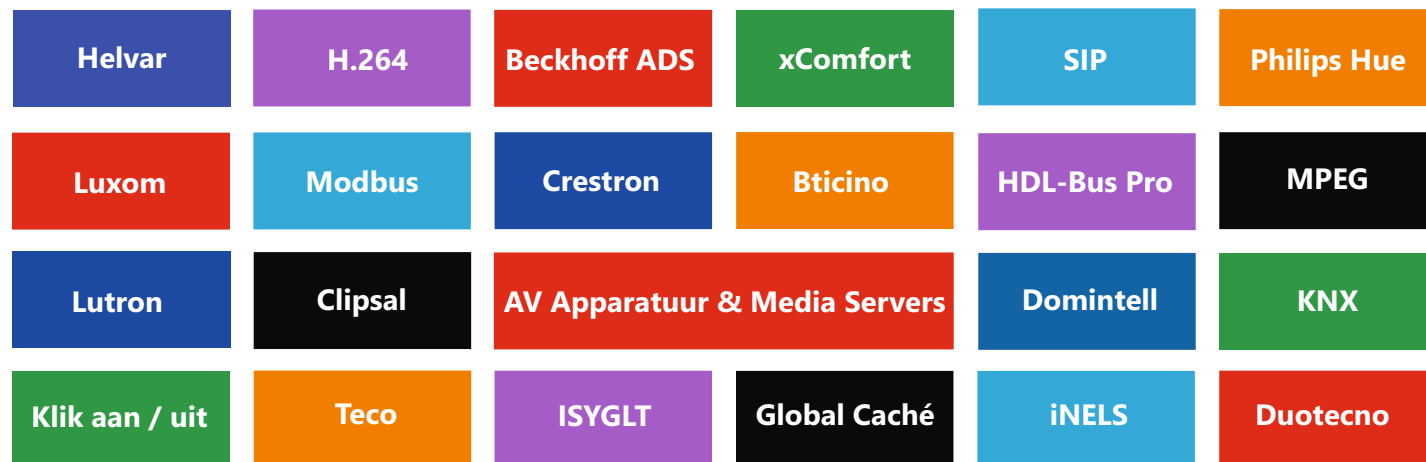 Helvar
H.264
Beckhoff ADS
xComfort
SIP
Philips Hue
Luxom
Modbus
Crestron
Bticino
HDL-Bus Pro
MPEG
Lutron
Clipsal
AV Apparatuur & Media Servers
Domintell
KNX
Klik aan / uit
Teco
ISYGLT
Global Caché
iNELS
Duotecno